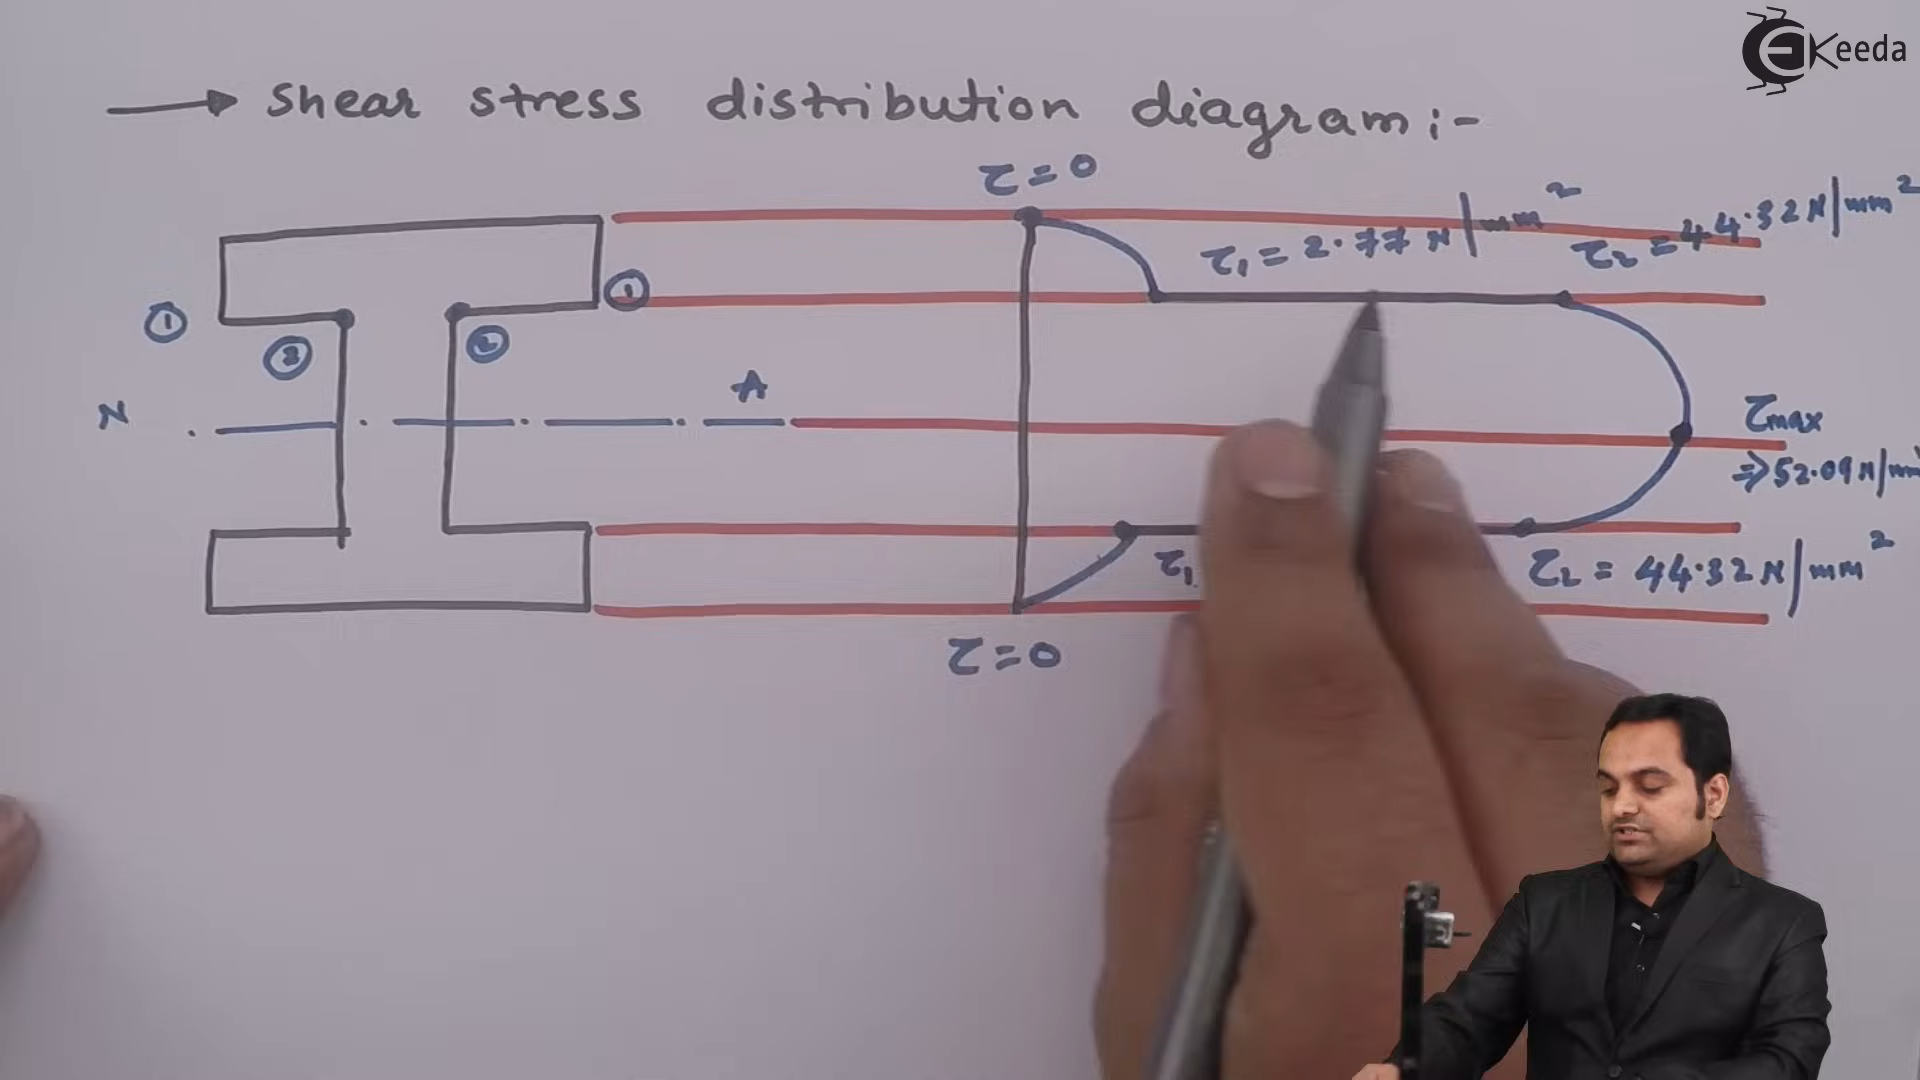 EKeeda
→ Shear stress distribution diagram:-
τ = 0
τ₁ = 2.77 N/mm² τ₂ = 44.32 N/mm²
① ①
② ②
N A
τmax
⇒ 52.09 N/mm
τ₁ τ₂ = 44.32 N/mm²
τ = 0